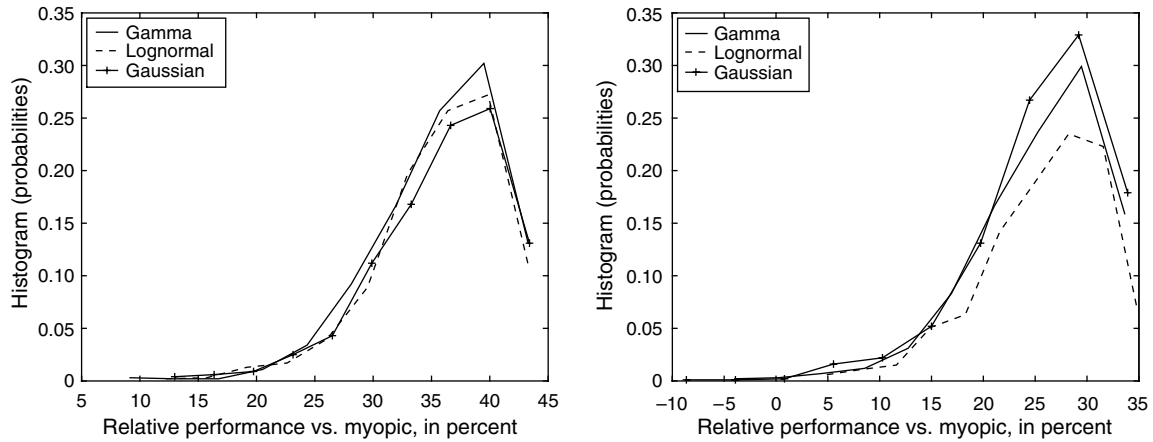 0.35
0.30
0.25
0.20
0.15
0.10
0.05
0
Histogram (probabilities)
Gamma
Lognormal
Gaussian
5 10 15 20 25 30 35 40 45
Relative performance vs. myopic, in percent
0.35
0.30
0.25
0.20
0.15
0.10
0.05
0
Histogram (probabilities)
Gamma
Lognormal
Gaussian
−10 −5 0 5 10 15 20 25 30 35
Relative performance vs. myopic, in percent